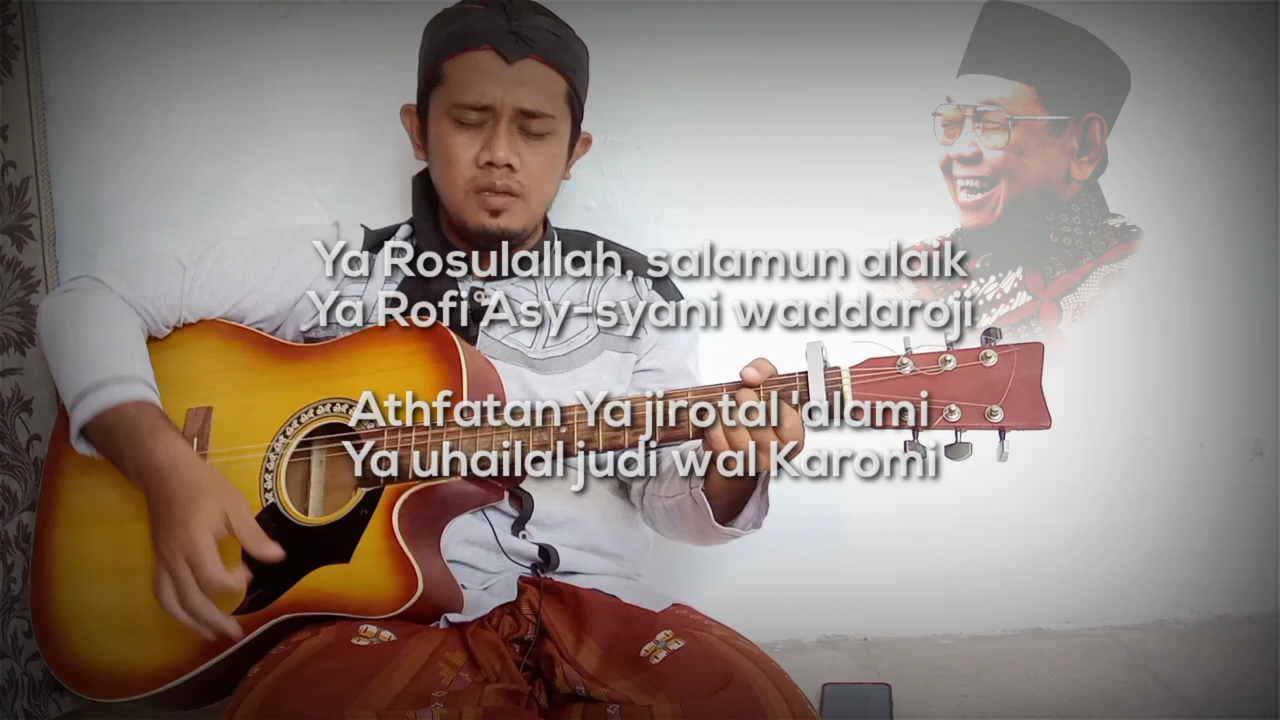 Ya Rosulallah, salamun alaik
Ya Rofi Asy-syani waddaroji
Athfatan Ya jirotal 'alami
Ya uhailal judi wal Karomi